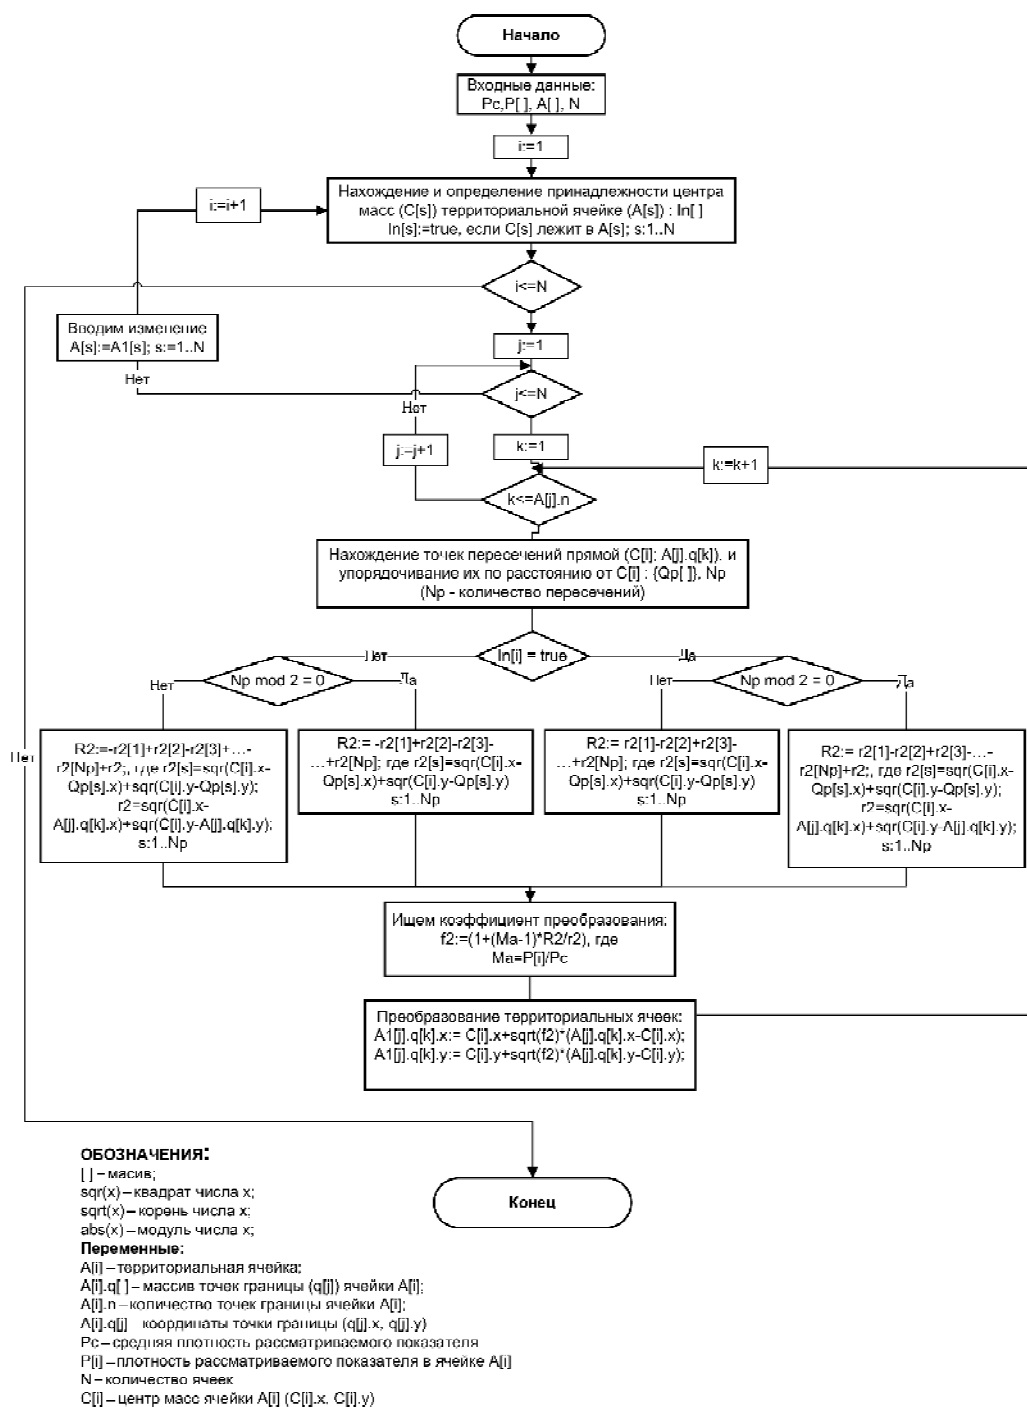 Начало
Входные данные:
Pc,P[ ], A[ ], N
i:=1
i:=i+1
Нахождение и определение принадлежности центра
масс (C[s]) территориальной ячейке (A[s]) : In[ ]
In[s]:=true, если C[s] лежит в A[s]; s:1..N
i<=N
Вводим изменение
A[s]:=A1[s]; s:=1..N
j:=1
Нет
j<=N
Нет
j:=j+1
k:=1
k:=k+1
k<=A[j].n
Нахождение точек пересечений прямой (C[i]; A[j].q[k]). и
упорядочивание их по расстоянию от C[i] : {Qp[ ]}, Np
(Np - количество пересечений)
Нет
In[i] = true
Да
Нет
Np mod 2 = 0
Да
Нет
Np mod 2 = 0
Да
Нет
R2:=-r2[1]+r2[2]-r2[3]+…-
r2[Np]+r2;, где r2[s]=sqr(C[i].x-
Qp[s].x)+sqr(C[i].y-Qp[s].y);
r2=sqr(C[i].x-
A[j].q[k].x)+sqr(C[i].y-A[j].q[k].y);
s:1..Np
R2:= -r2[1]+r2[2]-r2[3]-
…+r2[Np]; где r2[s]=sqr(C[i].x-
Qp[s].x)+sqr(C[i].y-Qp[s].y)
s:1..Np
R2:= r2[1]-r2[2]+r2[3]-
…+r2[Np]; где r2[s]=sqr(C[i].x-
Qp[s].x)+sqr(C[i].y-Qp[s].y)
s:1..Np
R2:= r2[1]-r2[2]+r2[3]-…-
r2[Np]+r2;, где r2[s]=sqr(C[i].x-
Qp[s].x)+sqr(C[i].y-Qp[s].y);
r2=sqr(C[i].x-
A[j].q[k].x)+sqr(C[i].y-A[j].q[k].y);
s:1..Np
Ищем коэффициент преобразования:
f2:=(1+(Ma-1)*R2/r2), где
Ma=P[i]/Pc
Преобразование территориальных ячеек:
A1[j].q[k].x:= C[i].x+sqrt(f2)*(A[j].q[k].x-C[i].x);
A1[j].q[k].y:= C[i].y+sqrt(f2)*(A[j].q[k].y-C[i].y);
Конец
ОБОЗНАЧЕНИЯ:
[ ] – масив;
sqr(x) – квадрат числа x;
sqrt(x) – корень числа x;
abs(x) – модуль числа x;
Переменные:
A[i] – территориальная ячейка;
A[i].q[ ] – массив точек границы (q[j]) ячейки A[i];
A[i].n – количество точек границы ячейки A[i];
A[i].q[j] координаты точки границы (q[j].x, q[j].y)
Pc – средняя плотность рассматриваемого показателя
P[i] – плотность рассматриваемого показателя в ячейке A[i]
N – количество ячеек
C[i] – центр масс ячейки A[i] (C[i].x. C[i].y)